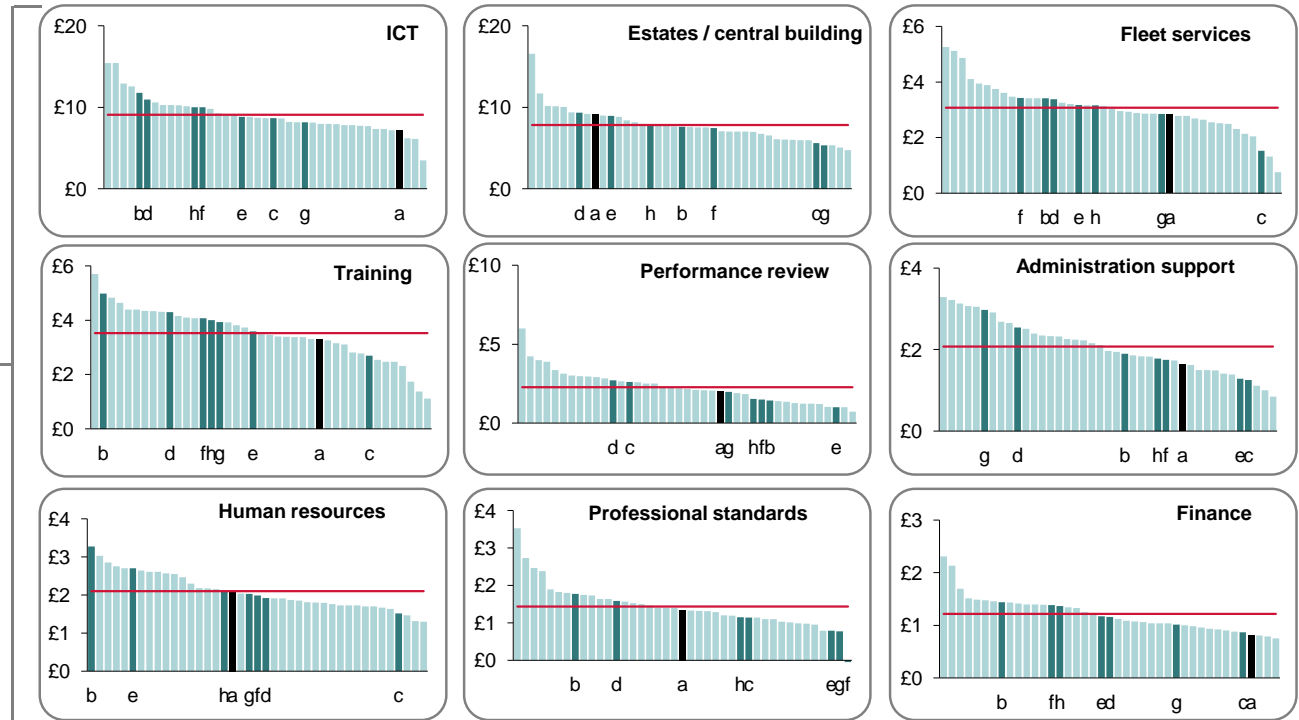 ICT
£20
£10
£0
bd hf e c g a
Estates / central building
£20
£10
£0
d a e h b f cg
Fleet services
£6
£4
£2
£0
f bd e h ga c
Training
£6
£4
£2
£0
b d fhg e a c
Performance review
£10
£5
£0
d c ag hfb e
Administration support
£4
£2
£0
g d b hf a ec
Human resources
£4
£3
£2
£1
£0
b e ha gfd c
Professional standards
£4
£3
£2
£1
£0
b d a hc egf
Finance
£3
£2
£1
£0
b fh ed g ca